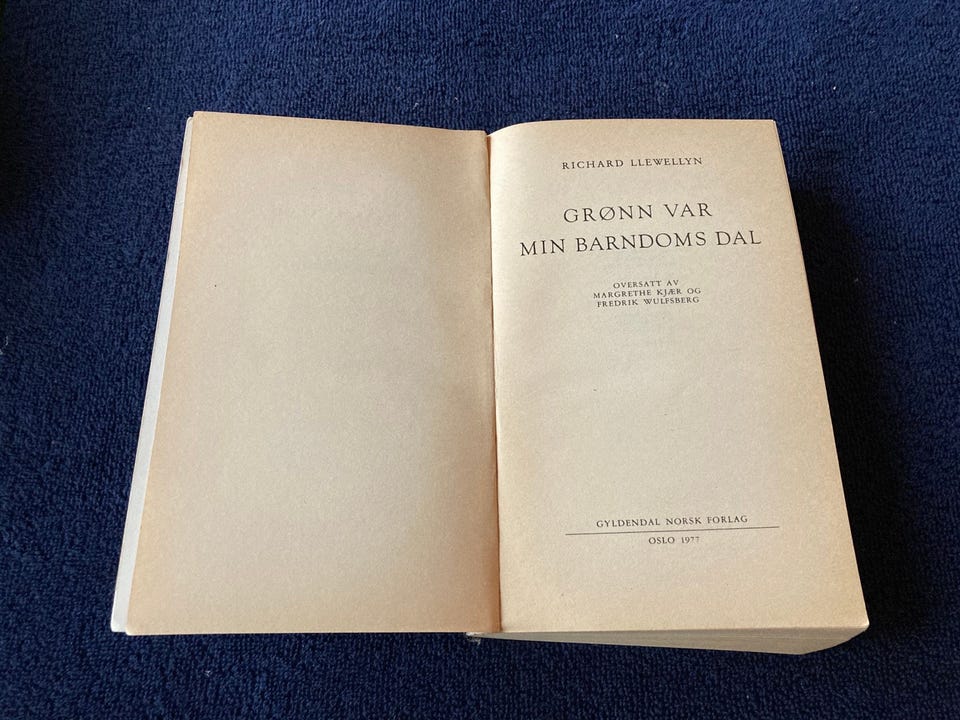 RICHARD LLEWELLYN
GRØNN VAR
MIN BARNDOMS DAL
OVERSATT AV
MARGRETHE KJÆR OG
FREDRIK WULFSBERG
GYLDENDAL NORSK FORLAG
OSLO 1977